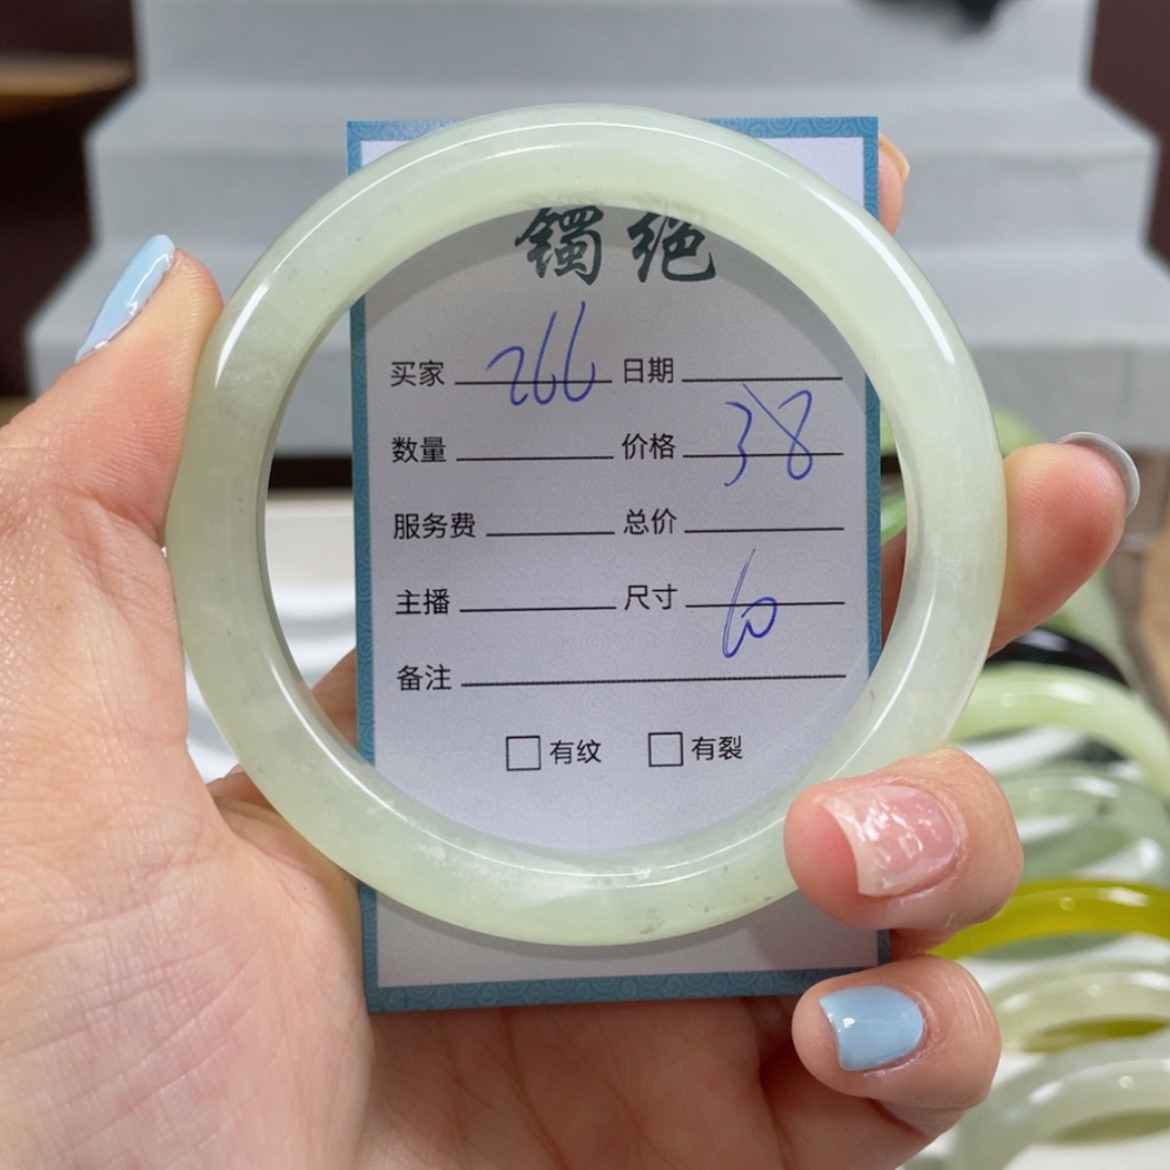 镯绝
买家 266 日期
数量 价格 38
服务费 总价
主播 尺寸 60
备注
有纹 有裂